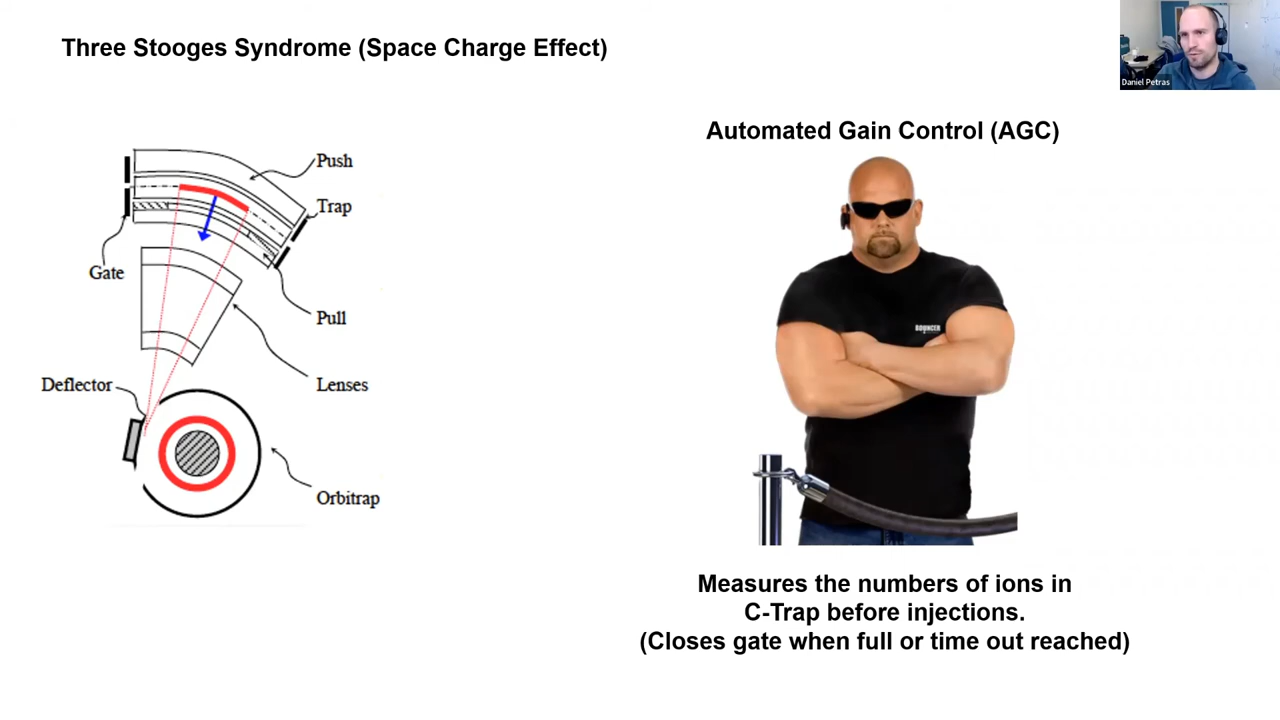 Three Stooges Syndrome (Space Charge Effect)
Daniel Petras
Automated Gain Control (AGC)
Push
Trap
Gate
Pull
Deflector
Lenses
Orbitrap
BOUNCER
Measures the numbers of ions in
C-Trap before injections.
(Closes gate when full or time out reached)